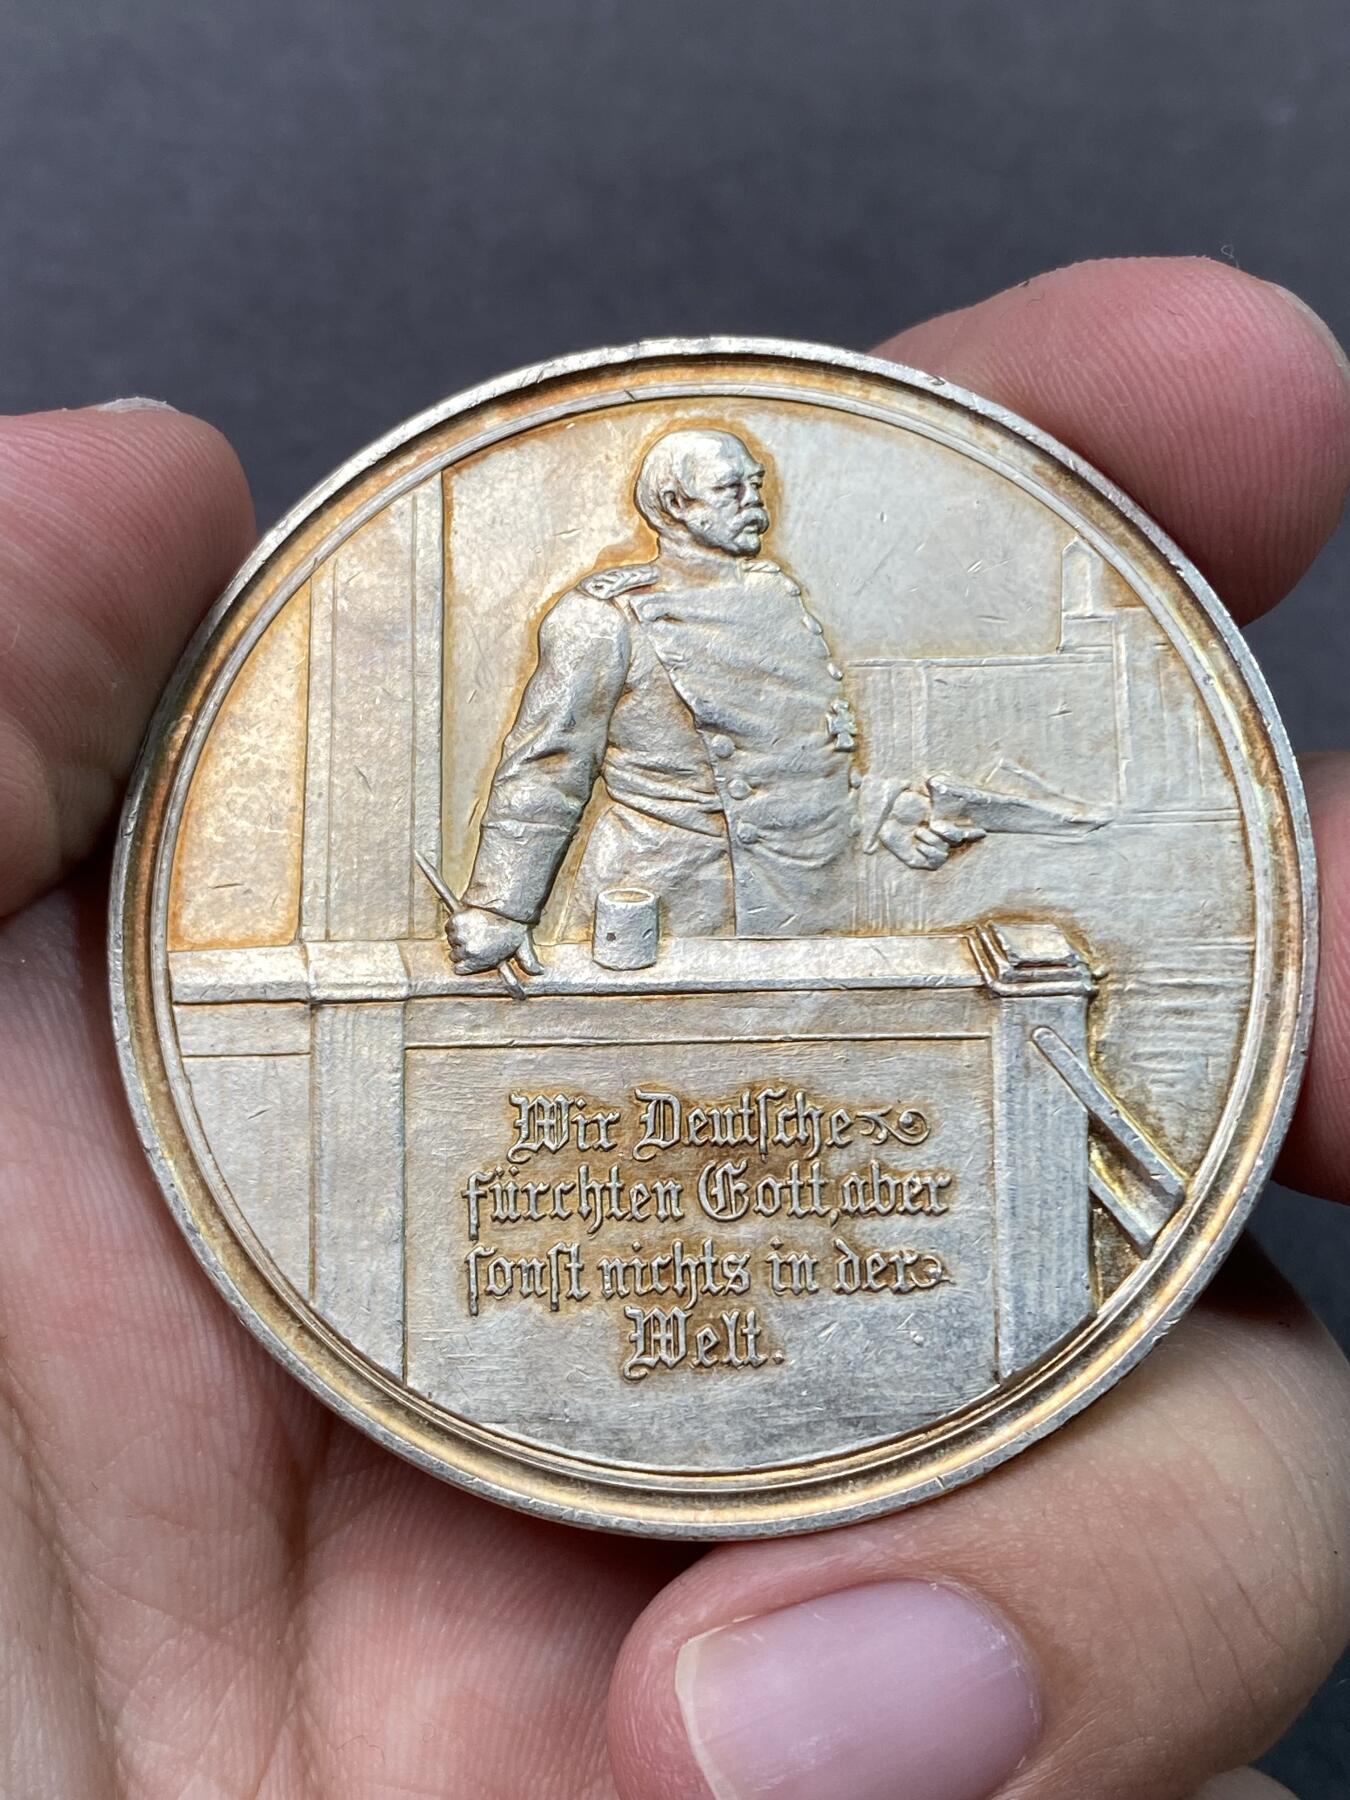 Wir Deutſche
fürchten Gott, aber
ſonſt nichts in der
Welt.